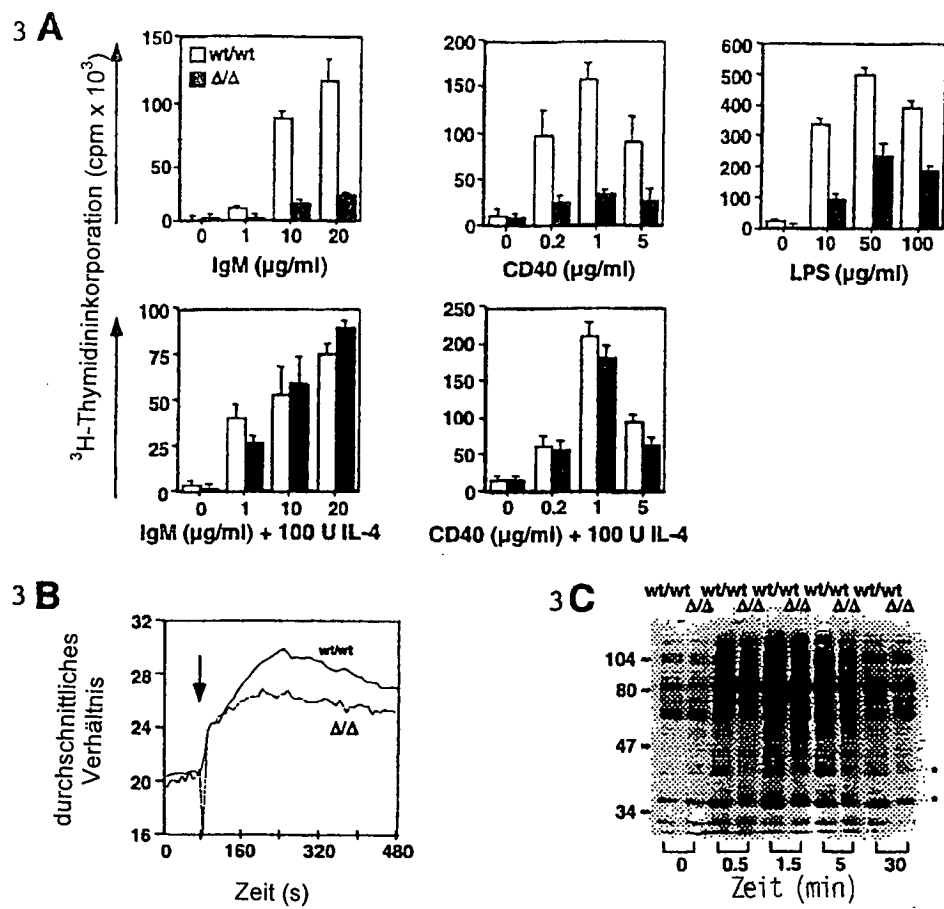 3 A
³H-Thymidininkorporation (cpm x 10³)
wt/wt
Δ/Δ
150
100
50
0
0 1 10 20
IgM (µg/ml)
200
150
100
50
0
0 0.2 1 5
CD40 (µg/ml)
600
500
400
300
200
100
0
0 10 50 100
LPS (µg/ml)
100
75
50
25
0
0 1 10 20
IgM (µg/ml) + 100 U IL-4
250
200
150
100
50
0
0 0.2 1 5
CD40 (µg/ml) + 100 U IL-4
3 B
durchschnittliches
Verhältnis
32
28
24
20
16
wt/wt
Δ/Δ
0 160 320 480
Zeit (s)
3 C
wt/wt wt/wt wt/wt wt/wt wt/wt
Δ/Δ Δ/Δ Δ/Δ Δ/Δ Δ/Δ
104
80
47
34
*
*
0 0.5 1.5 5 30
Zeit (min)